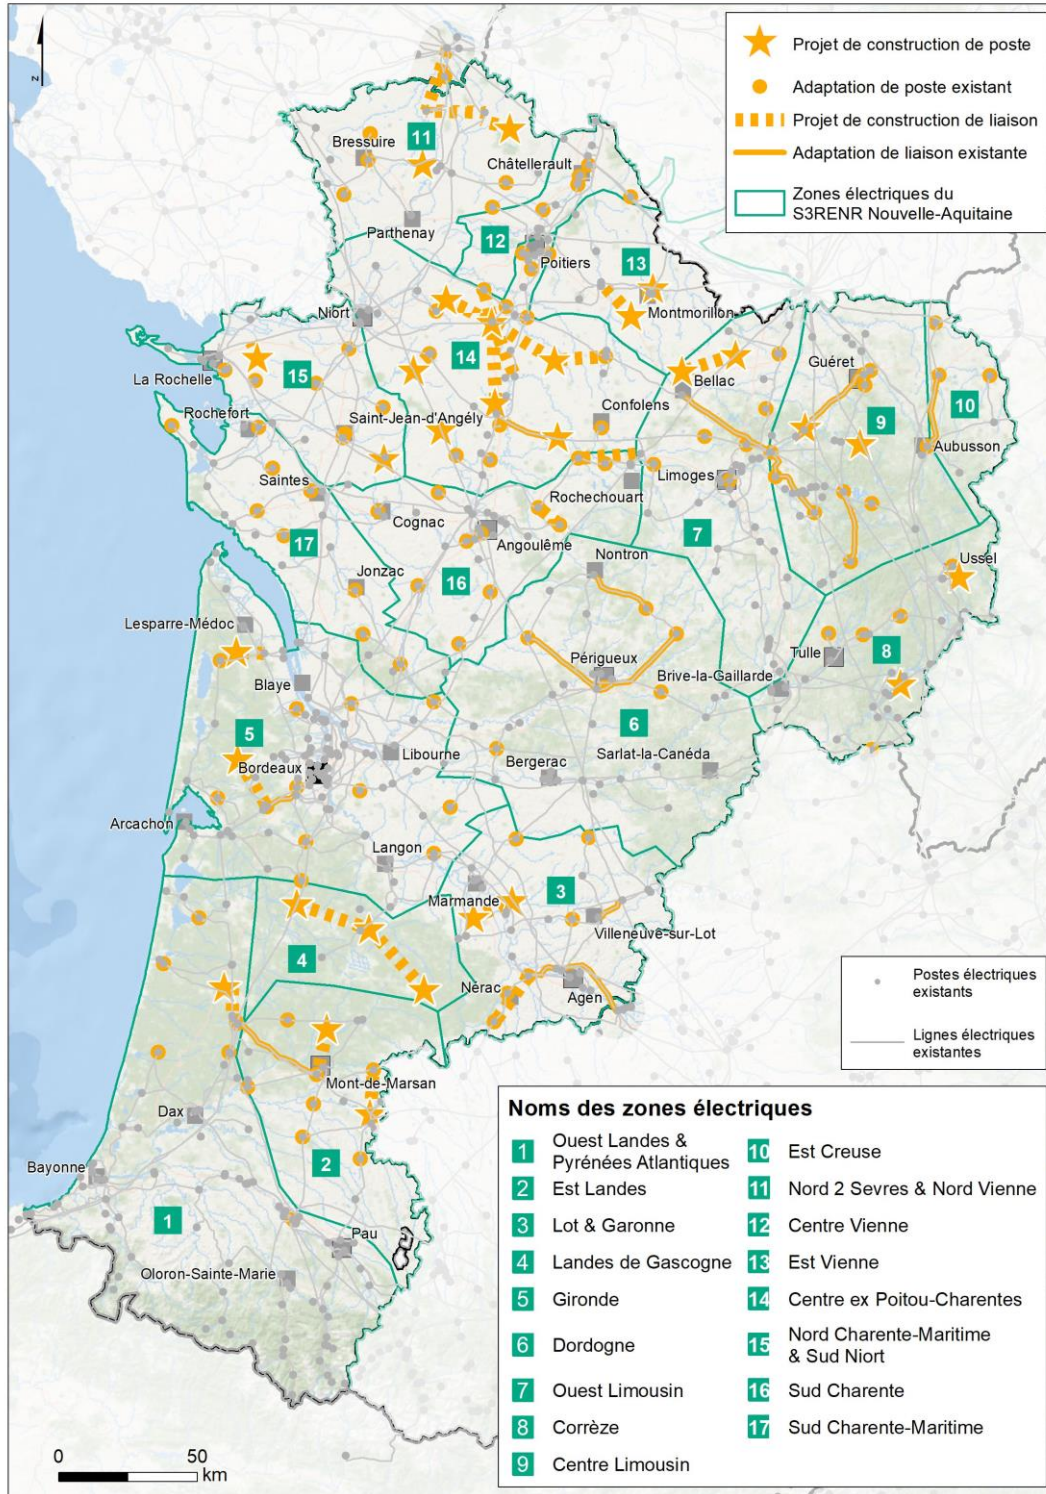 Projet de construction de poste
Adaptation de poste existant
Projet de construction de liaison
Adaptation de liaison existante
Zones électriques du
S3RENR Nouvelle-Aquitaine
z
11
Bressuire
Châtellerault
Parthenay
12
Poitiers
13
Montmorillon
Niort
14
La Rochelle
15
Bellac
Guéret
Rochefort
Saint-Jean-d'Angély
Confolens
9
10
Aubusson
Saintes
Limoges
Rochechouart
Cognac
Angoulême
17
7
Nontron
Ussel
Jonzac
16
Lesparre-Médoc
Tulle
8
Périgueux
Blaye
Brive-la-Gaillarde
5
6
Libourne
Bordeaux
Bergerac
Sarlat-la-Canéda
Arcachon
Langon
3
Marmande
Villeneuve-sur-Lot
4
Nérac
Agen
Postes électriques
existants
Lignes électriques
existantes
Mont-de-Marsan
Dax
Bayonne
2
1
Pau
Oloron-Sainte-Marie
Noms des zones électriques
1 Ouest Landes &
Pyrénées Atlantiques
2 Est Landes
3 Lot & Garonne
4 Landes de Gascogne
5 Gironde
6 Dordogne
7 Ouest Limousin
8 Corrèze
9 Centre Limousin
10 Est Creuse
11 Nord 2 Sevres & Nord Vienne
12 Centre Vienne
13 Est Vienne
14 Centre ex Poitou-Charentes
15 Nord Charente-Maritime
& Sud Niort
16 Sud Charente
17 Sud Charente-Maritime
0 50
km